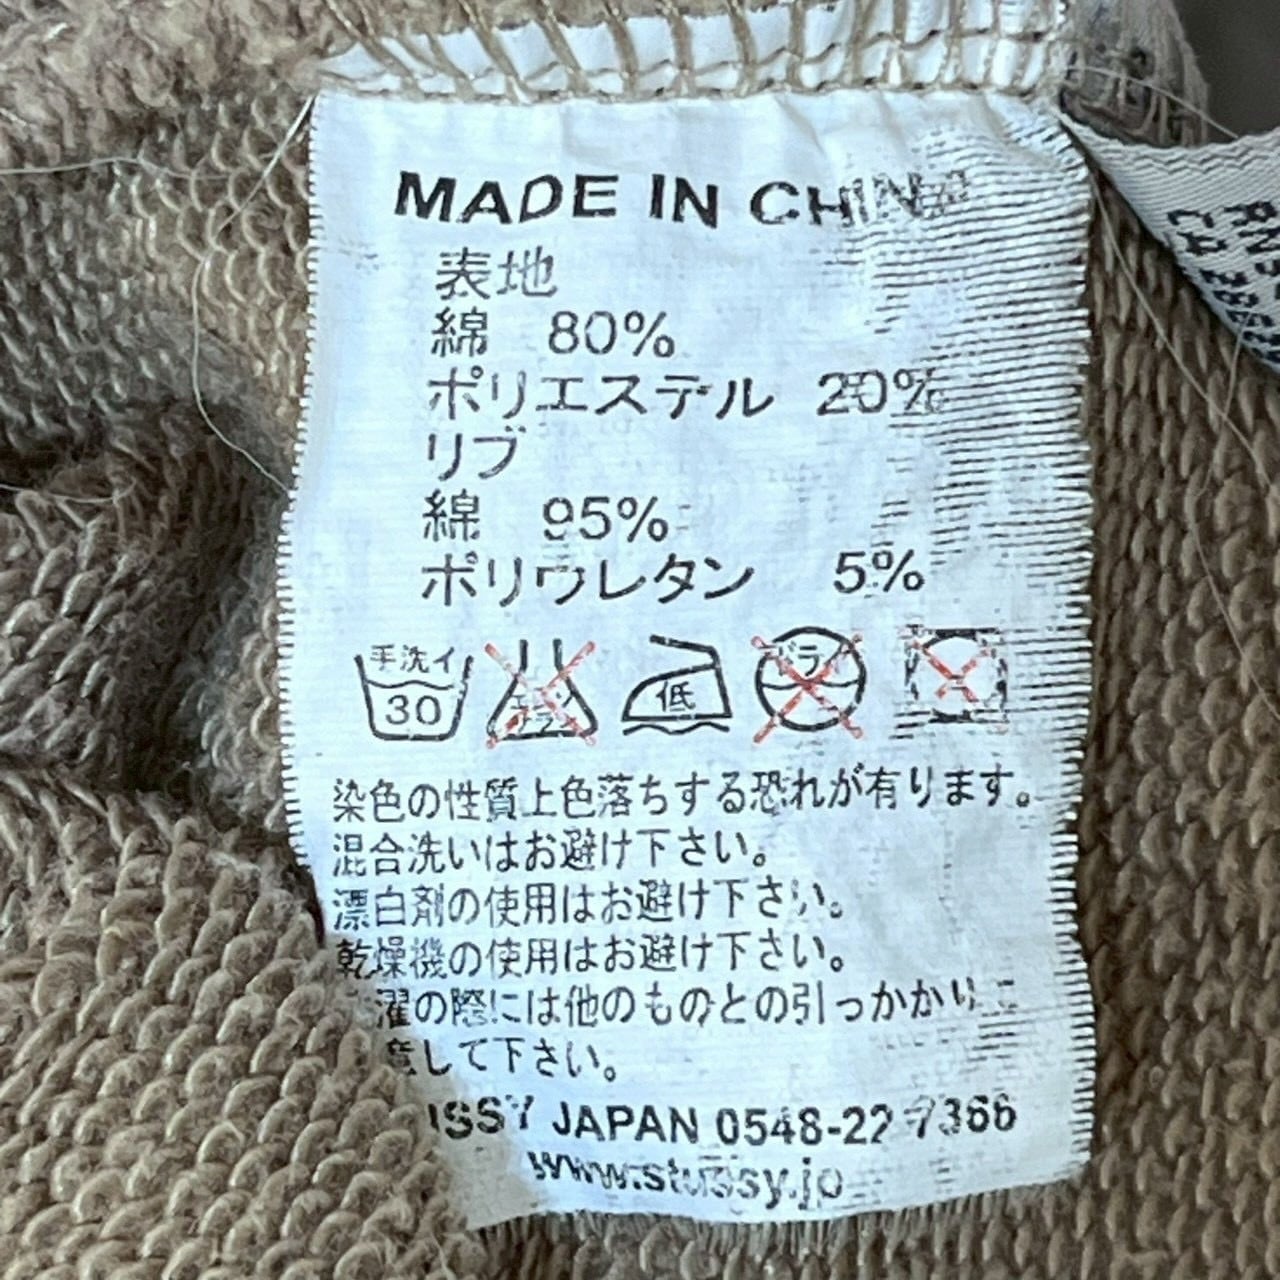 MADE IN CHINA
表地
綿 80%
ポリエステル 20%
リブ
綿 95%
ポリウレタン 5%
手洗イ
30
低
染色の性質上色落ちする恐れが有ります。
混合洗いはお避け下さい。
漂白剤の使用はお避け下さい。
乾燥機の使用はお避け下さい。
濯の際には他のものとの引っかかりに
意して下さい。
USSY JAPAN 0548-22-7366
www.stussy.jp